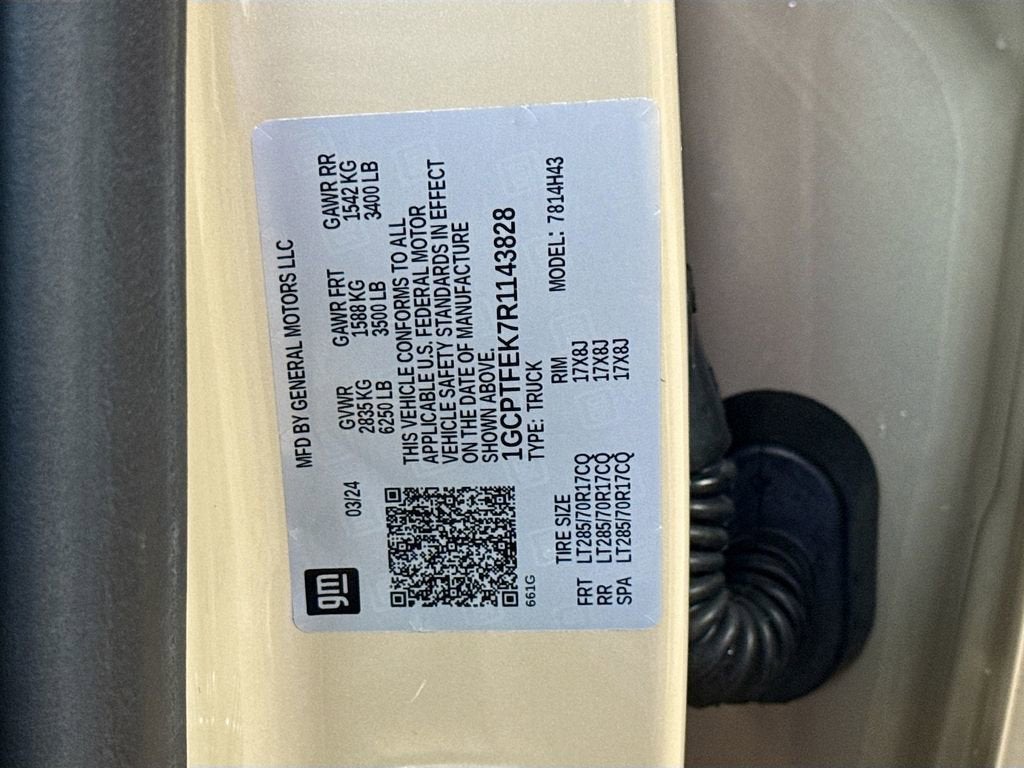 gm
MFD BY GENERAL MOTORS LLC
03/24
GVWR GAWR FRT GAWR RR
2835 KG 1588 KG 1542 KG
6250 LB 3500 LB 3400 LB
THIS VEHICLE CONFORMS TO ALL
APPLICABLE U.S. FEDERAL MOTOR
VEHICLE SAFETY STANDARDS IN EFFECT
ON THE DATE OF MANUFACTURE
SHOWN ABOVE.
1GCPTFEK7R1143828
661G
TYPE: TRUCK
MODEL: 7814H43
TIRE SIZE RIM
FRT LT285/70R17CQ 17X8J
RR LT285/70R17CQ 17X8J
SPA LT285/70R17CQ 17X8J